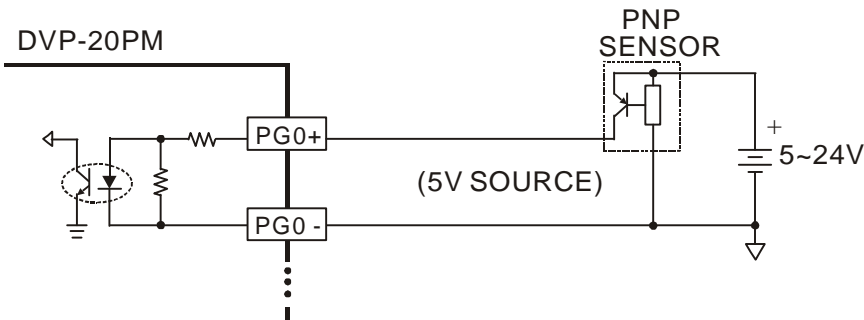 PNP
SENSOR
DVP-20PM
PG0+
+
5~24V
(5V SOURCE)
PG0 -